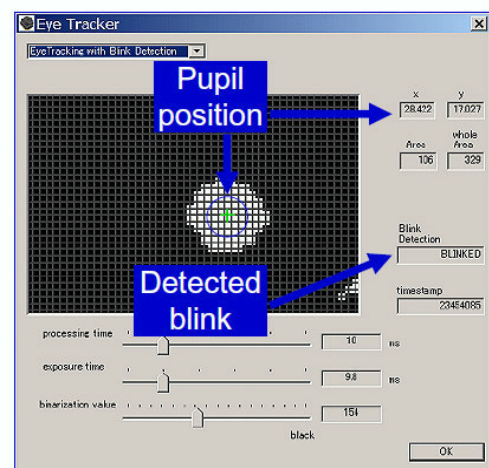 Eye Tracker
EyeTracking with Blink Detection
Pupil
position
x y
28.422 17.027
Area whole Area
106 329
Blink
Detection
BLINKED
Detected
blink
timestamp
23454085
processing time 10 ms
exposure time 9.8 ms
binarization value 154
black
OK